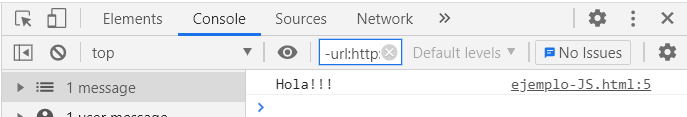 Elements Console Sources Network »
top -url:http: Default levels No Issues
1 message Hola!!! ejemplo-JS.html:5
1 user message